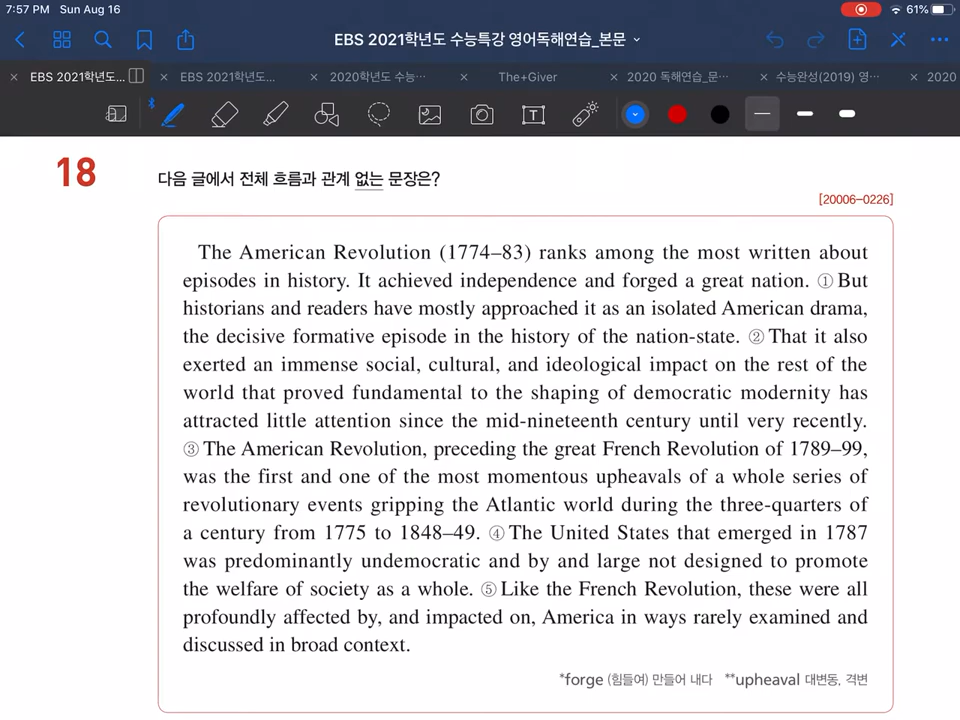 7:57 PM Sun Aug 16 61%
EBS 2021학년도 수능특강 영어독해연습_본문
EBS 2021학년도... EBS 2021학년도... 2020학년도 수능… The+Giver 2020 독해연습_문… 수능완성(2019) 영… 2020
18 다음 글에서 전체 흐름과 관계 없는 문장은?
[20006-0226]
The American Revolution (1774–83) ranks among the most written about
episodes in history. It achieved independence and forged a great nation. ① But
historians and readers have mostly approached it as an isolated American drama,
the decisive formative episode in the history of the nation-state. ② That it also
exerted an immense social, cultural, and ideological impact on the rest of the
world that proved fundamental to the shaping of democratic modernity has
attracted little attention since the mid-nineteenth century until very recently.
③ The American Revolution, preceding the great French Revolution of 1789–99,
was the first and one of the most momentous upheavals of a whole series of
revolutionary events gripping the Atlantic world during the three-quarters of
a century from 1775 to 1848–49. ④ The United States that emerged in 1787
was predominantly undemocratic and by and large not designed to promote
the welfare of society as a whole. ⑤ Like the French Revolution, these were all
profoundly affected by, and impacted on, America in ways rarely examined and
discussed in broad context.
*forge (힘들여) 만들어 내다 **upheaval 대변동, 격변